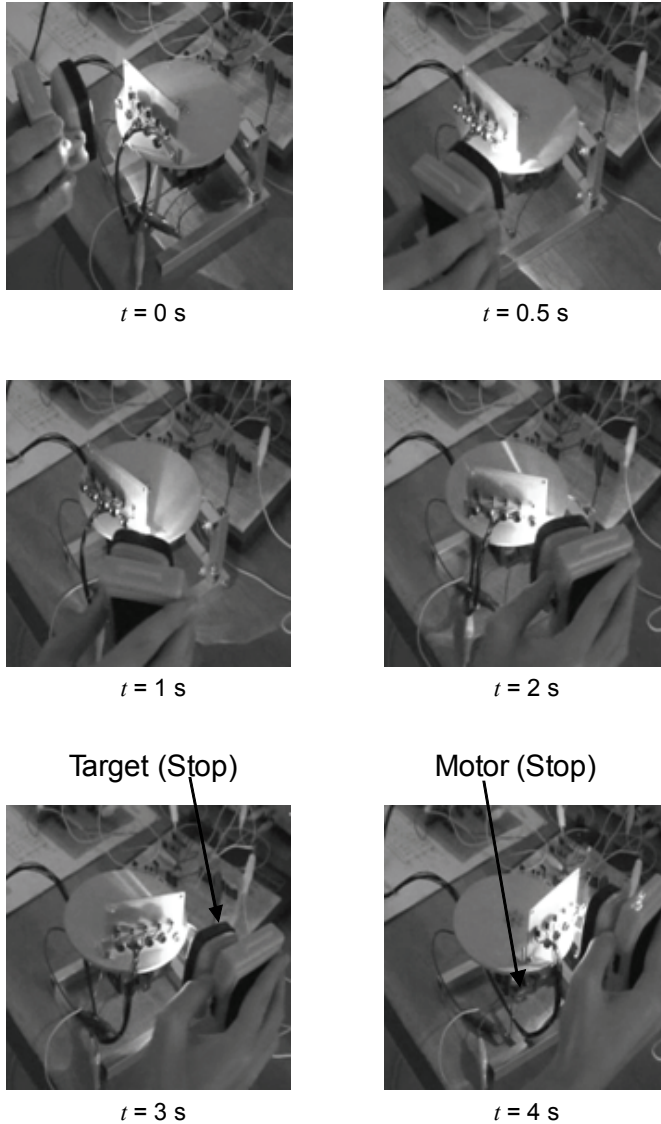 t = 0 s
t = 0.5 s
t = 1 s
t = 2 s
Target (Stop)
Motor (Stop)
t = 3 s
t = 4 s